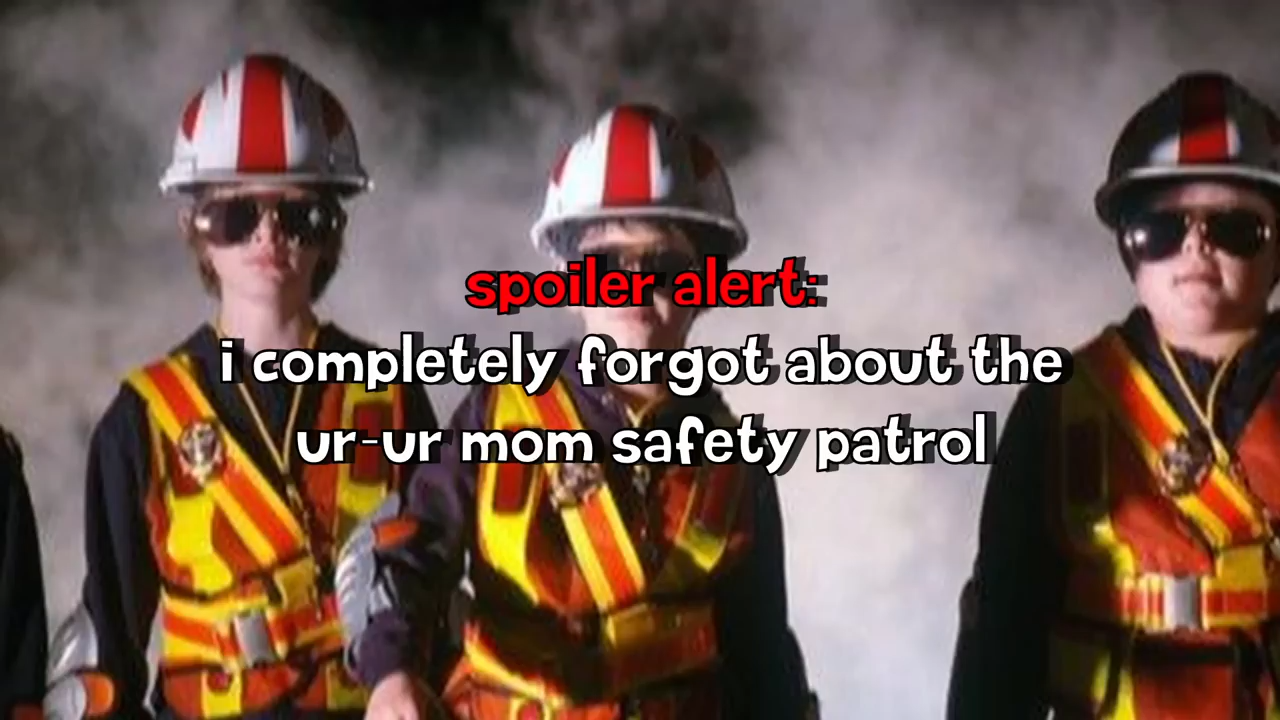 spoiler alert:
i completely forgot about the
ur-ur mom safety patrol